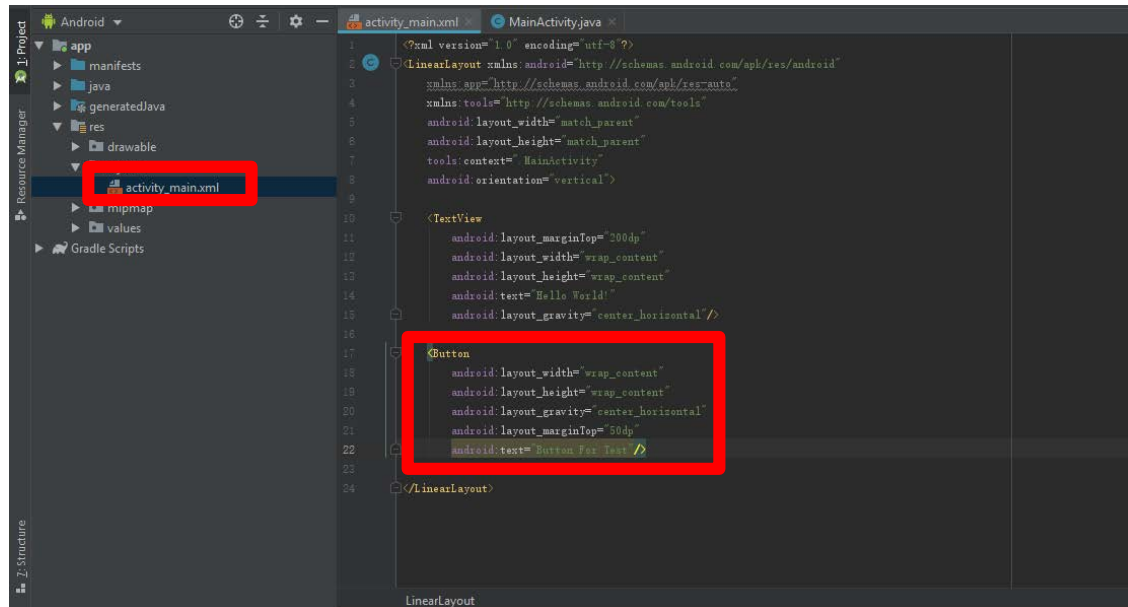 1: Project
Resource Manager
7: Structure
Android
app
manifests
java
generatedJava
res
drawable
activity_main.xml
mipmap
values
Gradle Scripts
activity_main.xml
MainActivity.java
1 <?xml version="1.0" encoding="utf-8"?>
2 <LinearLayout xmlns:android="http://schemas.android.com/apk/res/android"
3 xmlns:app="http://schemas.android.com/apk/res-auto"
4 xmlns:tools="http://schemas.android.com/tools"
5 android:layout_width="match_parent"
6 android:layout_height="match_parent"
7 tools:context=".MainActivity"
8 android:orientation="vertical">
9
10 <TextView
11 android:layout_marginTop="200dp"
12 android:layout_width="wrap_content"
13 android:layout_height="wrap_content"
14 android:text="Hello World!"
15 android:layout_gravity="center_horizontal"/>
16
17 <Button
18 android:layout_width="wrap_content"
19 android:layout_height="wrap_content"
20 android:layout_gravity="center_horizontal"
21 android:layout_marginTop="50dp"
22 android:text="Button For Test"/>
23
24 </LinearLayout>
LinearLayout